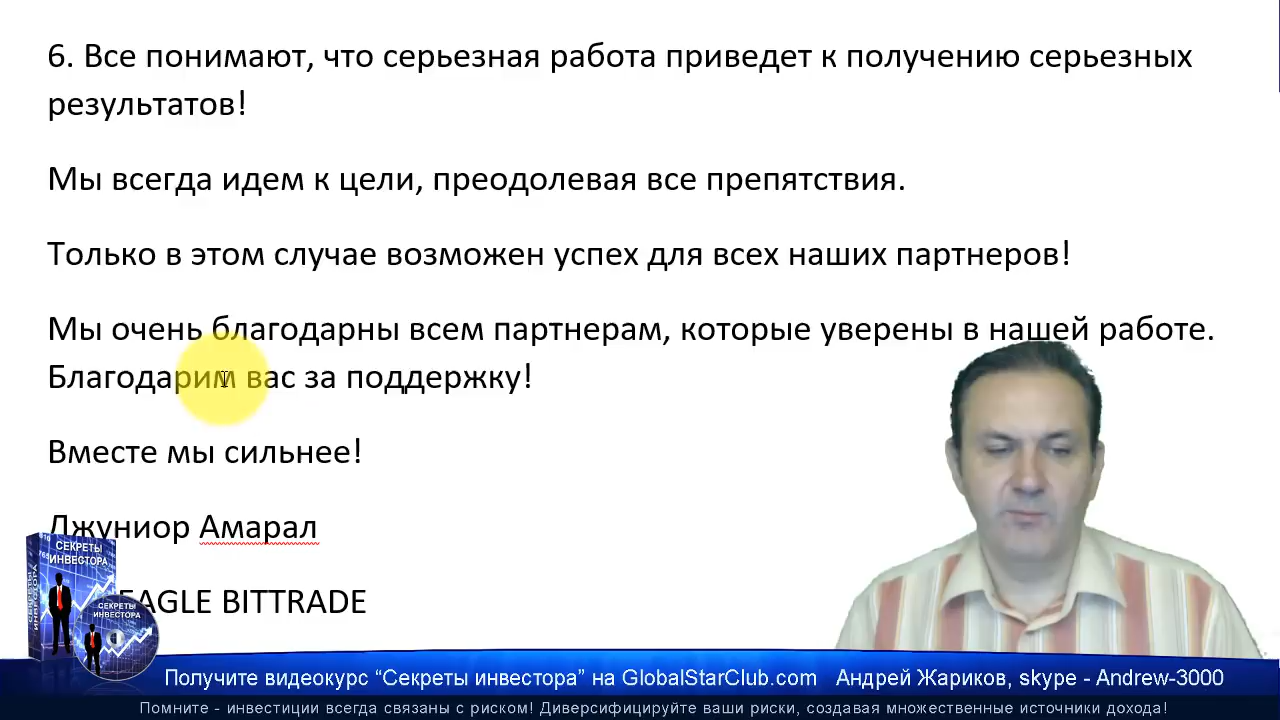 6. Все понимают, что серьезная работа приведет к получению серьезных
результатов!
Мы всегда идем к цели, преодолевая все препятствия.
Только в этом случае возможен успех для всех наших партнеров!
Мы очень благодарны всем партнерам, которые уверены в нашей работе.
Благодарим вас за поддержку!
Вместе мы сильнее!
Джуниор Амарал
EAGLE BITTRADE
СЕКРЕТЫ
ИНВЕСТОРА
СЕКРЕТЫ ИНВЕСТОРА
СЕКРЕТЫ
ИНВЕСТОРА
Получите видеокурс “Секреты инвестора” на GlobalStarClub.com Андрей Жариков, skype - Andrew-3000
Помните - инвестиции всегда связаны с риском! Диверсифицируйте ваши риски, создавая множественные источники дохода!